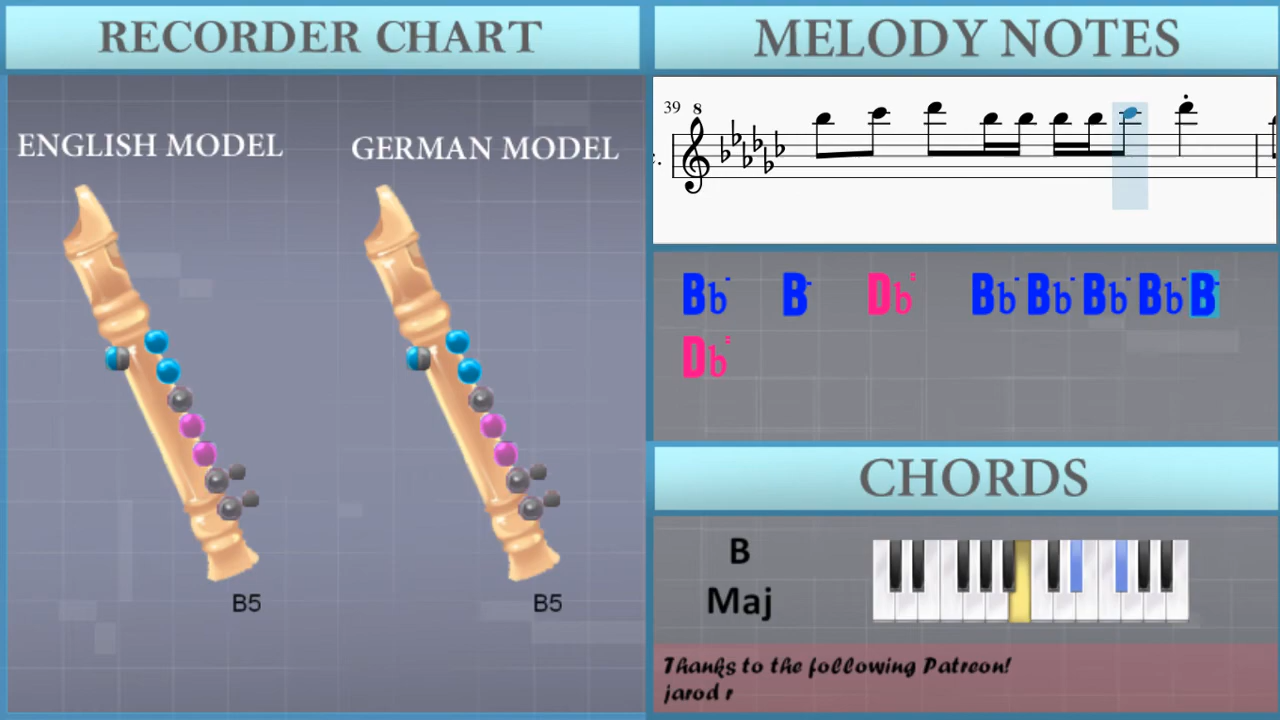 RECORDER CHART
ENGLISH MODEL
GERMAN MODEL
B5
B5
MELODY NOTES
39
8
Bb' B' Db" Bb' Bb' Bb' Bb' B'
Db"
CHORDS
B
Maj
Thanks to the following Patreon!
jarod r